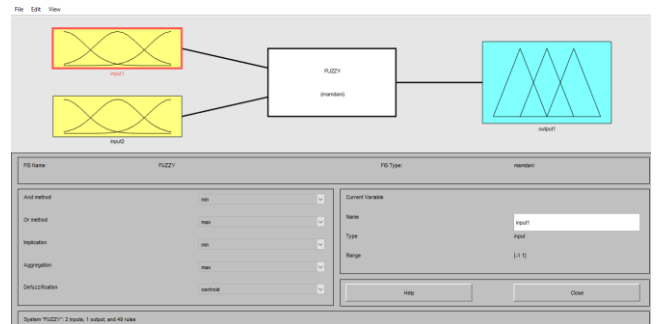 File Edit View
input1
FUZZY
(mamdani)
output1
input2
FIS Name: FUZZY FIS Type: mamdani
And method min Current Variable
Or method max Name input1
Implication min Type input
Aggregation max Range [-1 1]
Defuzzification centroid Help Close
System "FUZZY": 2 inputs, 1 output, and 49 rules